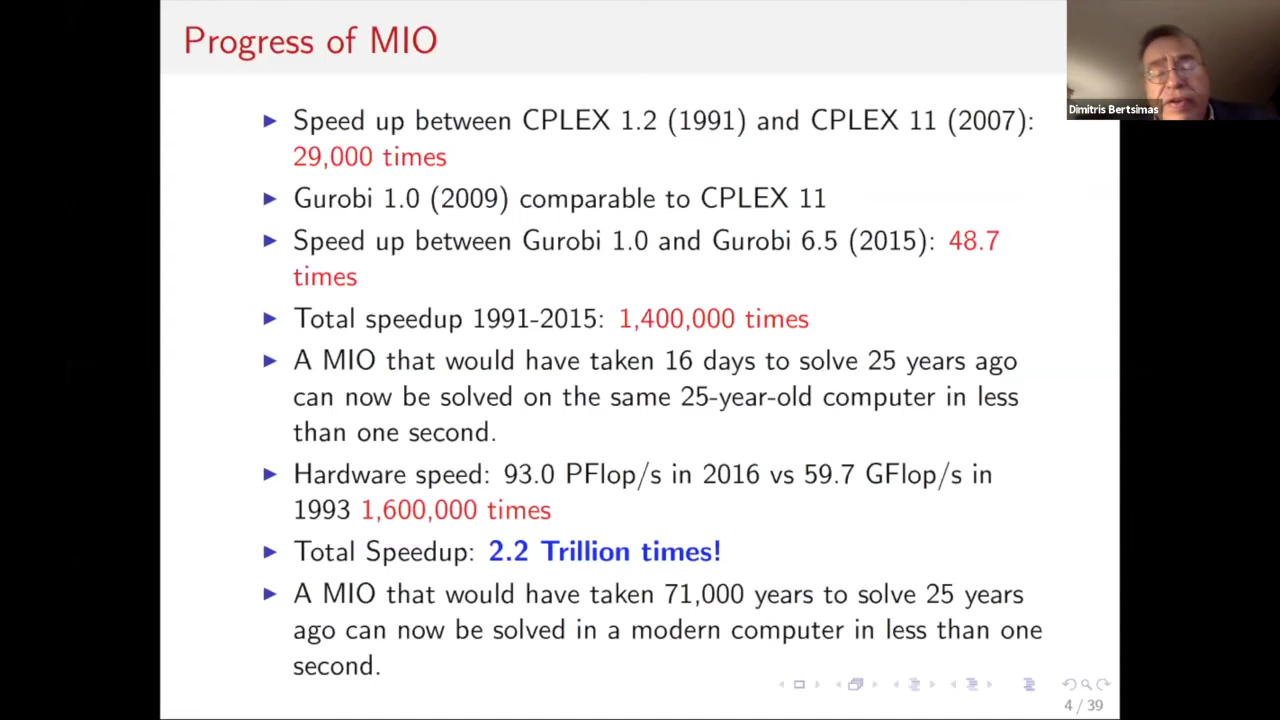 Progress of MIO
Dimitris Bertsimas
▶ Speed up between CPLEX 1.2 (1991) and CPLEX 11 (2007):
29,000 times
▶ Gurobi 1.0 (2009) comparable to CPLEX 11
▶ Speed up between Gurobi 1.0 and Gurobi 6.5 (2015): 48.7
times
▶ Total speedup 1991-2015: 1,400,000 times
▶ A MIO that would have taken 16 days to solve 25 years ago
can now be solved on the same 25-year-old computer in less
than one second.
▶ Hardware speed: 93.0 PFlop/s in 2016 vs 59.7 GFlop/s in
1993 1,600,000 times
▶ Total Speedup: 2.2 Trillion times!
▶ A MIO that would have taken 71,000 years to solve 25 years
ago can now be solved in a modern computer in less than one
second.
4 / 39